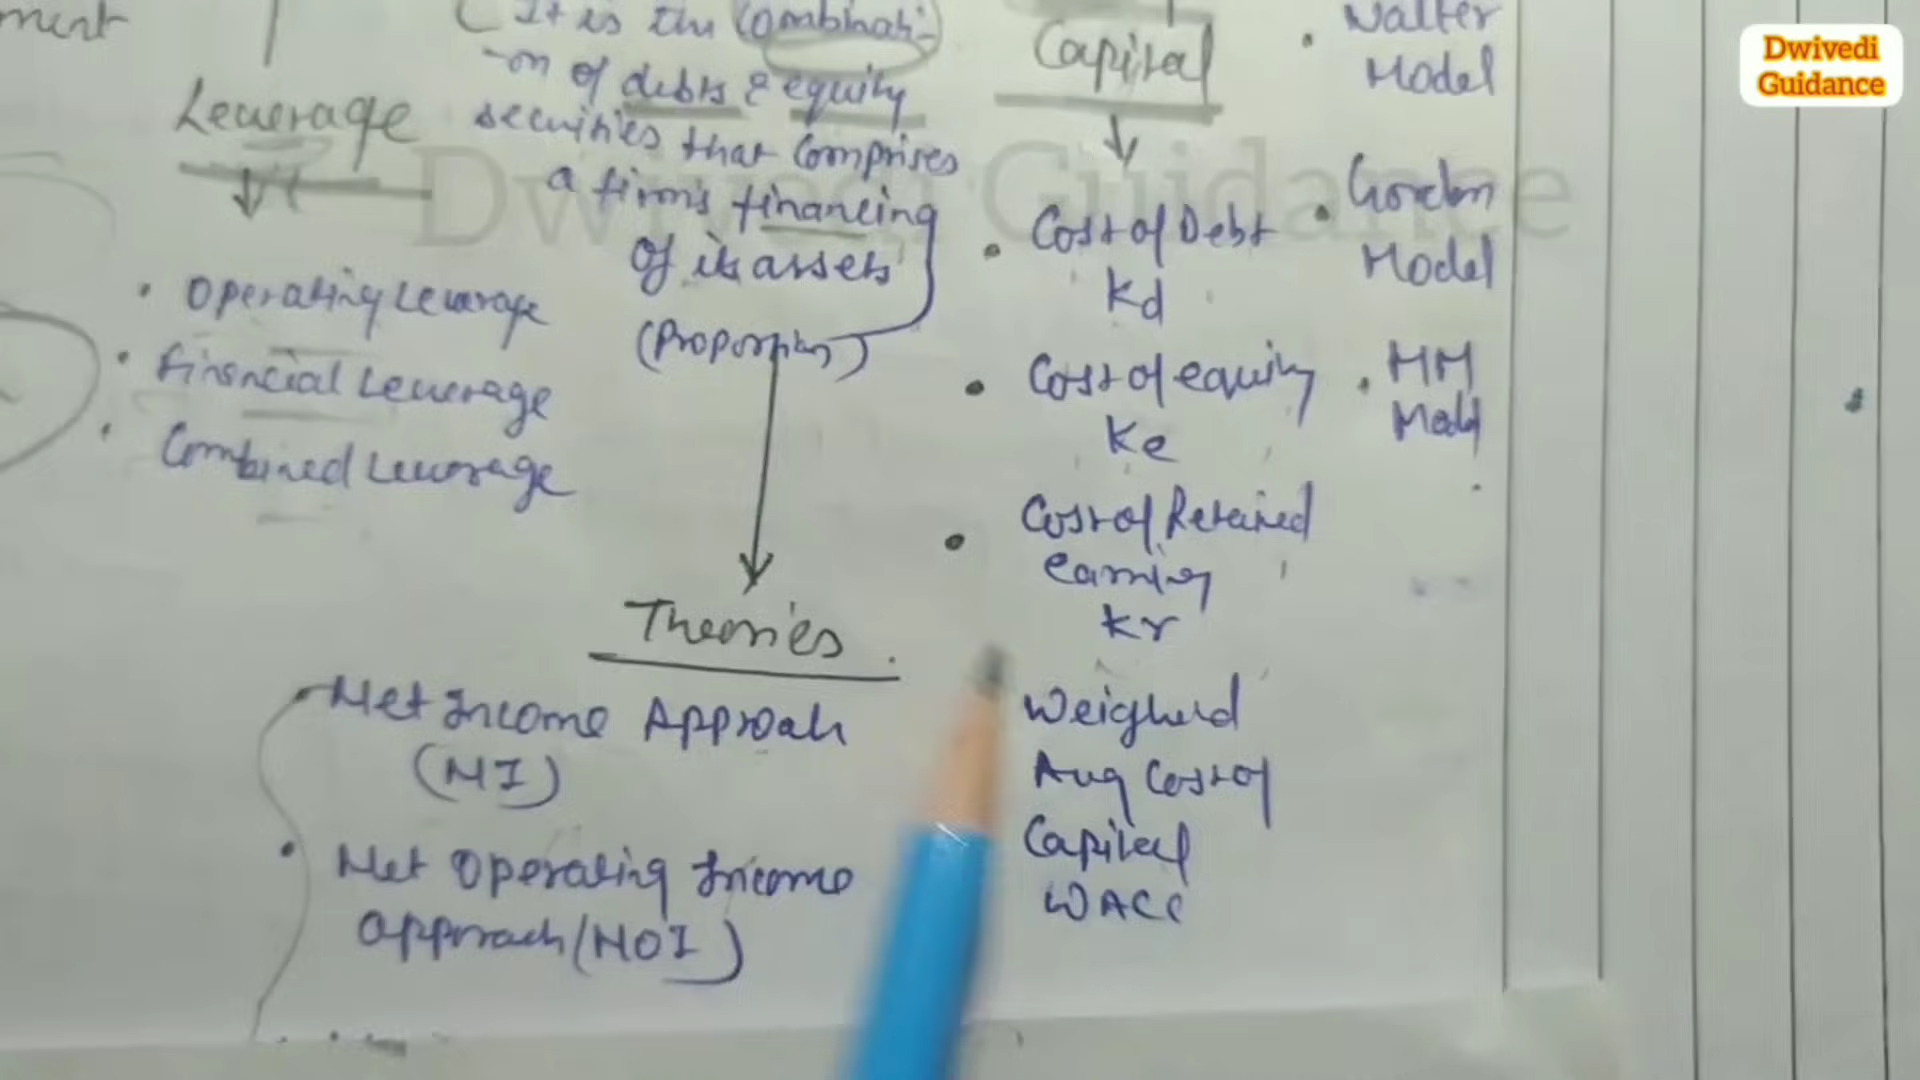 ment
Leverage
• Operating Leverage
• Financial Leverage
• Combined Leverage
( It is the Combinati-
-on of debts & equity
securities that comprises
a firm's financing
of its assets
(Proportion)
Theories
• Net Income Approach
(NI)
• Net Operating Income
approach (NOI)
Capital
• Cost of Debt
Kd
• Cost of equity
Ke
• Cost of Retained
earning
Kr
Weighted
Avg Cost of
Capital
WACC
• Walter
Model
• Gordon
Model
• MM
Model
Dwivedi
Guidance
Dwivedi Guidance